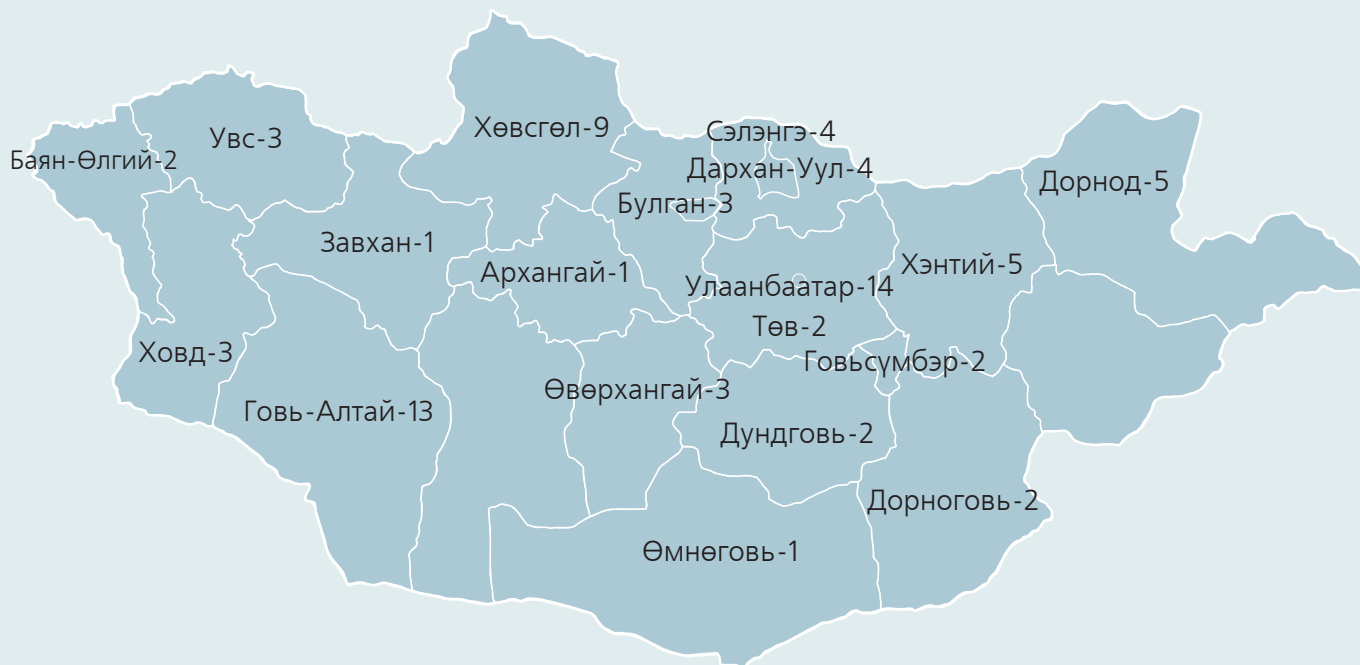 Хөвсгөл-9
Сэлэнгэ-4
Увс-3
Баян-Өлгий-2
Дархан-Уул-4
Дорнод-5
Булган-3
Завхан-1
Архангай-1
Хэнтий-5
Улаанбаатар-14
Төв-2
Ховд-3
Говьсүмбэр-2
Өвөрхангай-3
Говь-Алтай-13
Дундговь-2
Дорноговь-2
Өмнөговь-1